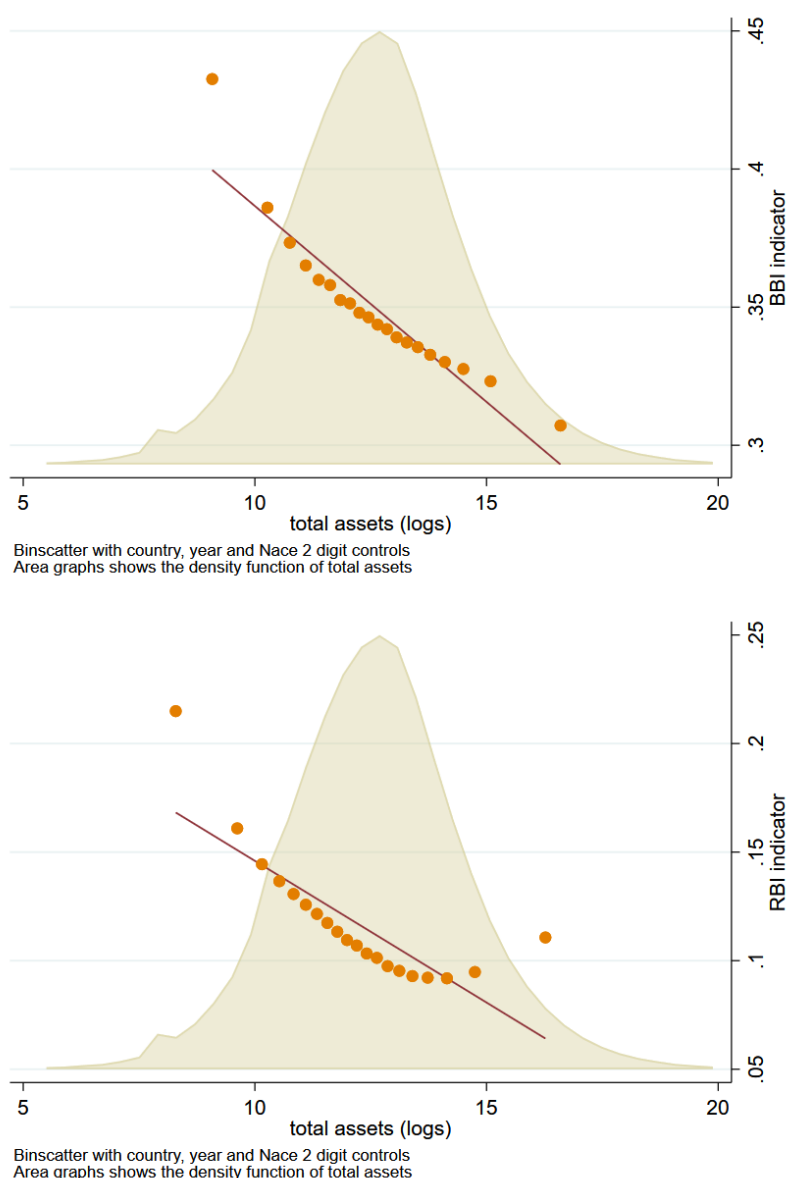 .45
.4
.35
.3
BBI indicator
5 10 15 20
total assets (logs)
Binscatter with country, year and Nace 2 digit controls
Area graphs shows the density function of total assets
.25
.2
.15
.1
.05
RBI indicator
5 10 15 20
total assets (logs)
Binscatter with country, year and Nace 2 digit controls
Area graphs shows the density function of total assets